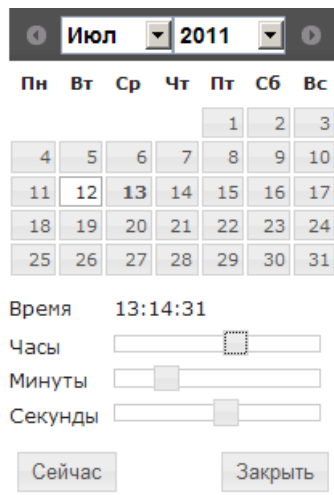 Июл 2011
Пн Вт Ср Чт Пт Сб Вс
1 2 3
4 5 6 7 8 9 10
11 12 13 14 15 16 17
18 19 20 21 22 23 24
25 26 27 28 29 30 31
Время 13:14:31
Часы
Минуты
Секунды
Сейчас Закрыть